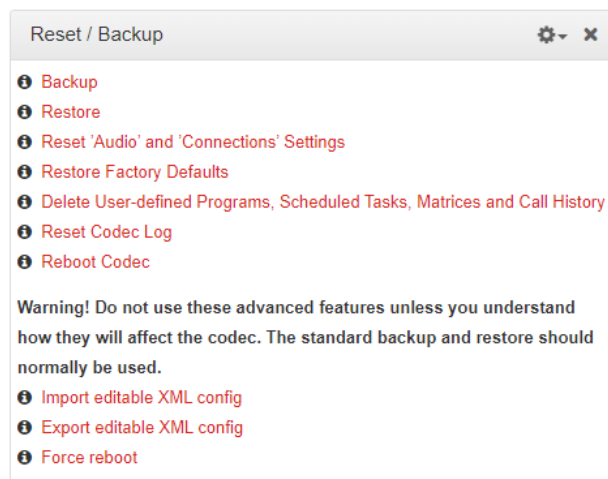 Reset / Backup
Backup
Restore
Reset 'Audio' and 'Connections' Settings
Restore Factory Defaults
Delete User-defined Programs, Scheduled Tasks, Matrices and Call History
Reset Codec Log
Reboot Codec
Warning! Do not use these advanced features unless you understand
how they will affect the codec. The standard backup and restore should
normally be used.
Import editable XML config
Export editable XML config
Force reboot